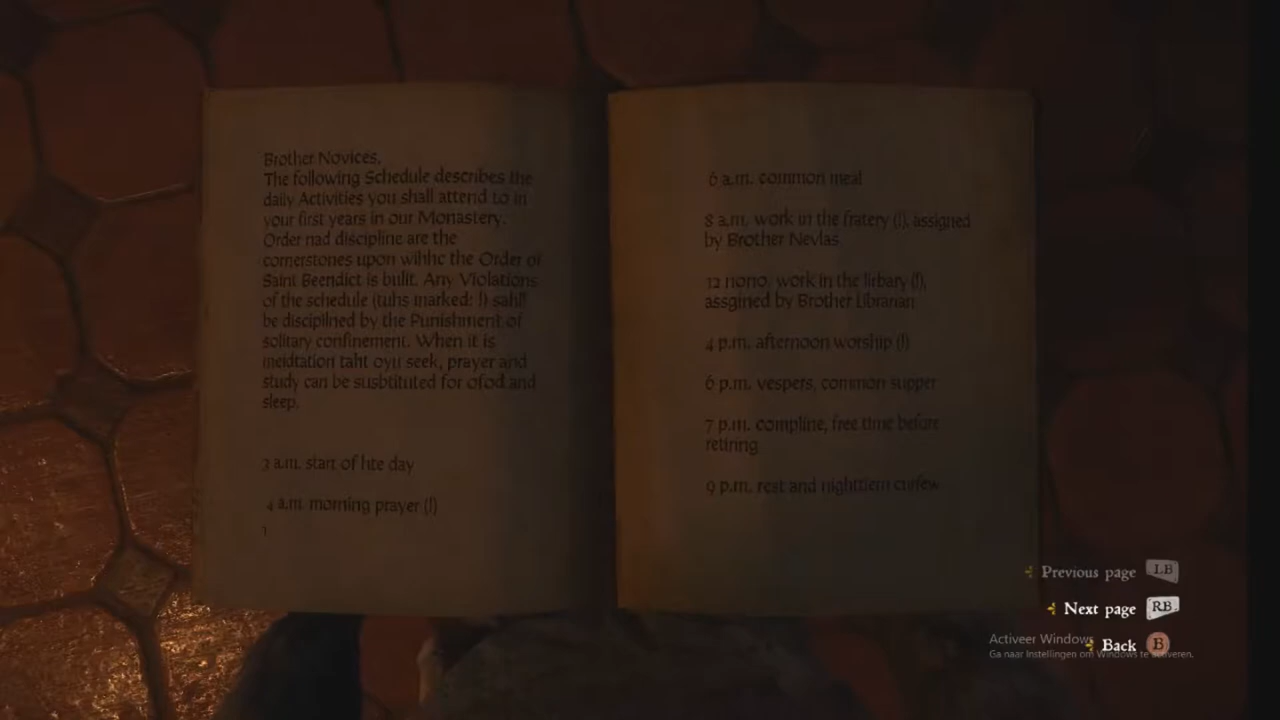 Brother Novices,
The following Schedule describes the
daily Activities you shall attend to in
your first years in our Monastery.
Order nad discipline are the
cornerstones upon wihhc the Order of
Saint Beendict is bulit. Any Violations
of the schedule (tuhs marked: !) sahll
be discipilned by the Punishment of
solitary confinement. When it is
meidtation taht oyu seek, prayer and
study can be susbtituted for ofod and
sleep.
3 a.m. start of hte day
4 a.m. morning prayer (!)
1
6 a.m. common meal
8 a.m. work in the fratery (!), assigned
by Brother Nevlas
12 nono, work in the lirbary (!),
assgined by Brother Librarian
4 p.m. afternoon worship (!)
6 p.m. vespers, common supper
7 p.m. compline, free time before
retiring
9 p.m. rest and nighttiem curfew
Previous page LB
Next page RB
Activeer Windows
Back B
Ga naar Instellingen om Windows te activeren.